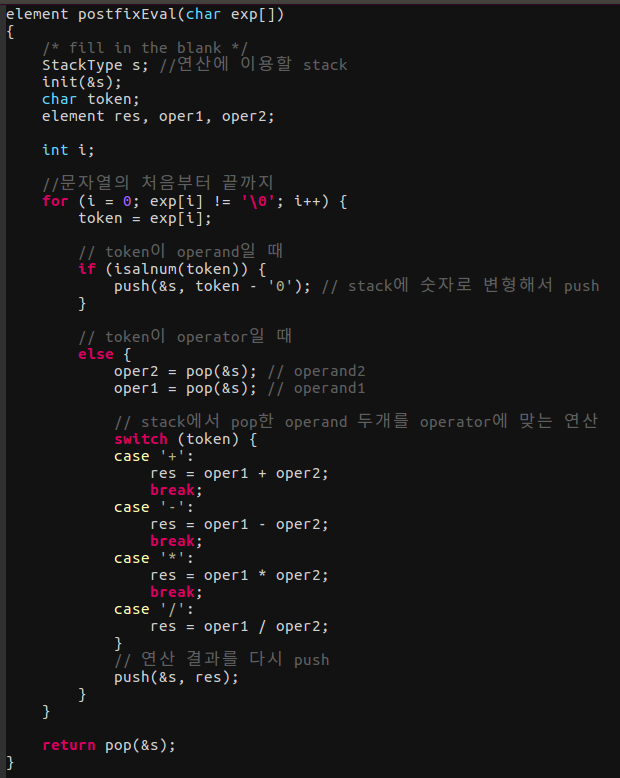 element postfixEval(char exp[])
{
    /* fill in the blank */
    StackType s; //연산에 이용할 stack
    init(&s);
    char token;
    element res, oper1, oper2;

    int i;

    //문자열의 처음부터 끝까지
    for (i = 0; exp[i] != '\0'; i++) {
        token = exp[i];

        // token이 operand일 때
        if (isalnum(token)) {
            push(&s, token - '0'); // stack에 숫자로 변형해서 push
        }

        // token이 operator일 때
        else {
            oper2 = pop(&s); // operand2
            oper1 = pop(&s); // operand1

            // stack에서 pop한 operand 두개를 operator에 맞는 연산
            switch (token) {
            case '+':
                res = oper1 + oper2;
                break;
            case '-':
                res = oper1 - oper2;
                break;
            case '*':
                res = oper1 * oper2;
                break;
            case '/':
                res = oper1 / oper2;
            }
            // 연산 결과를 다시 push
            push(&s, res);
        }
    }

    return pop(&s);
}